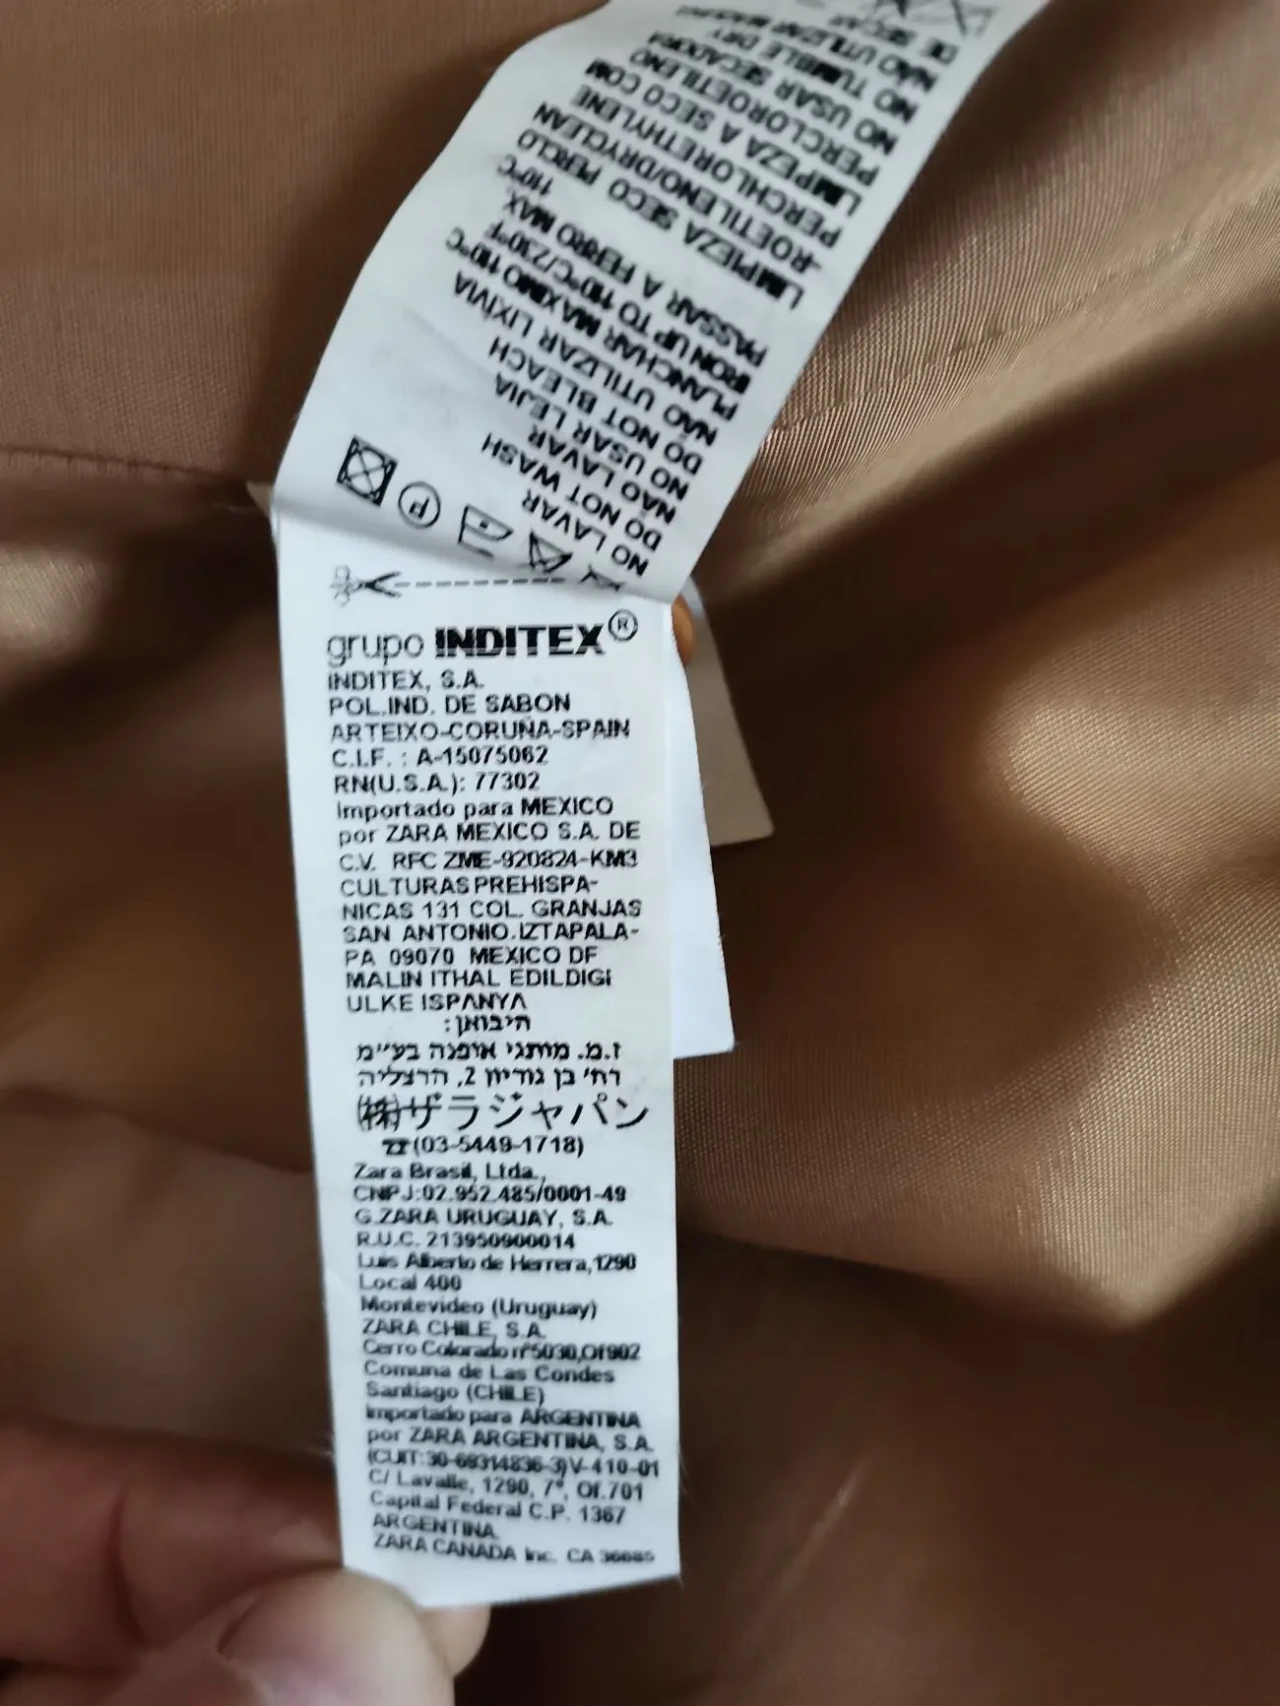 NO LAVAR
DO NOT WASH
NÃO LAVAR
NO USAR LEJIA
DO NOT BLEACH
NÃO UTILIZAR LIXIVIA
PLANCHAR MAXIMO 110ºC
IRON UP TO 110ºC/230ºF
PASSAR A FERRO MAX.
110ºC
LIMPIEZA SECO PERCLO
-ROETILENO/DRYCLEAN
PERCHLORETHYLENE
LIMPEZA A SECO COM
PERCLOROETILENO
NO USAR SECADORA
NO TUMBLE DRY
NÃO UTILIZAR
DE SECAR
P
grupo INDITEX®
INDITEX, S.A.
POL.IND. DE SABON
ARTEIXO-CORUÑA-SPAIN
C.I.F. : A-15075062
RN(U.S.A.): 77302
Importado para MEXICO
por ZARA MEXICO S.A. DE
C.V. RFC ZME-920824-KM3
CULTURAS PREHISPA-
NICAS 131 COL. GRANJAS
SAN ANTONIO.IZTAPALA-
PA 09070 MEXICO DF
MALIN ITHAL EDILDIGI
ULKE ISPANYA
היבואן:
ז.מ. מותגי אופנה בע״מ
רח׳ בן גוריון 2, הרצליה
(株)ザラジャパン
☎(03-5449-1718)
Zara Brasil, Ltda.,
CNPJ:02.952.485/0001-49
G.ZARA URUGUAY, S.A.
R.U.C. 213950900014
Luis Alberto de Herrera,1290
Local 400
Montevideo (Uruguay)
ZARA CHILE, S.A.
Cerro Colorado nº5030,Of902
Comuna de Las Condes
Santiago (CHILE)
Importado para ARGENTINA
por ZARA ARGENTINA, S.A.
(CUIT:30-69314836-3)V-410-01
C/ Lavalle, 1290, 7º, Of.701
Capital Federal C.P. 1367
ARGENTINA.
ZARA CANADA Inc. CA 36685